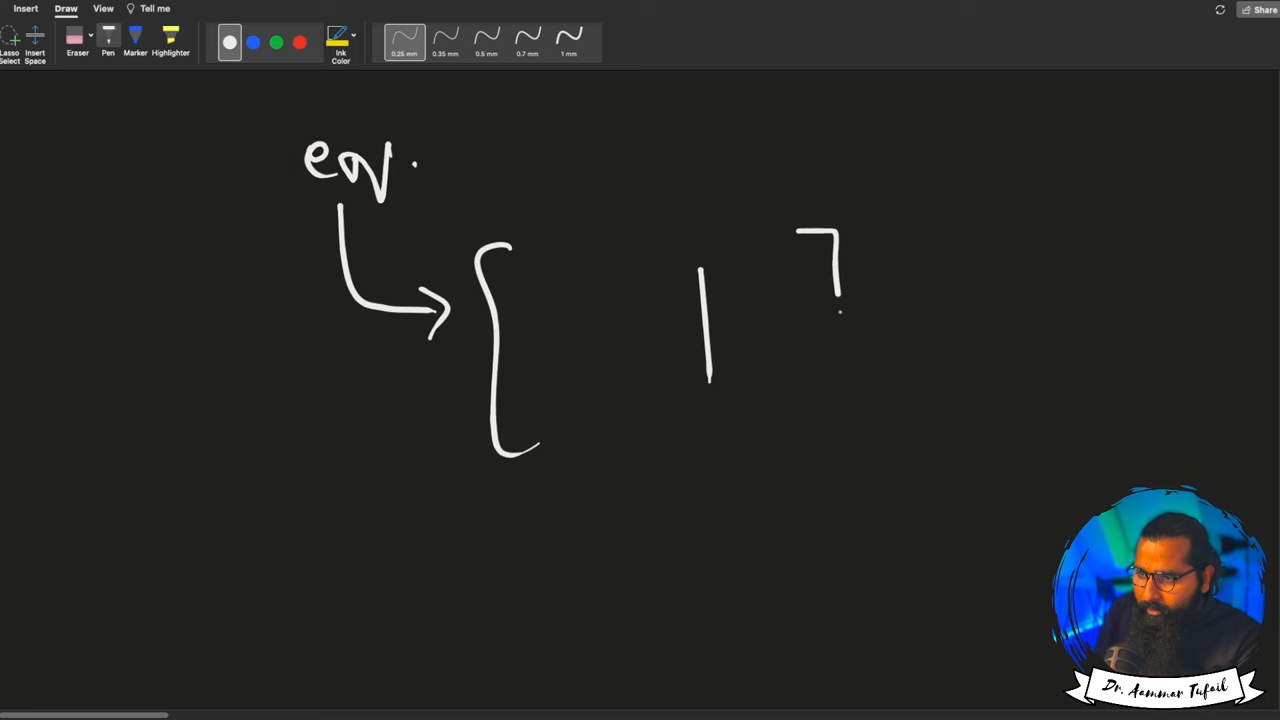 Insert Draw View Tell me Share
Lasso Select Insert Space Eraser Pen Marker Highlighter Ink Color 0.25 mm 0.35 mm 0.5 mm 0.7 mm 1 mm
eq.
Dr. Aammar Tufail